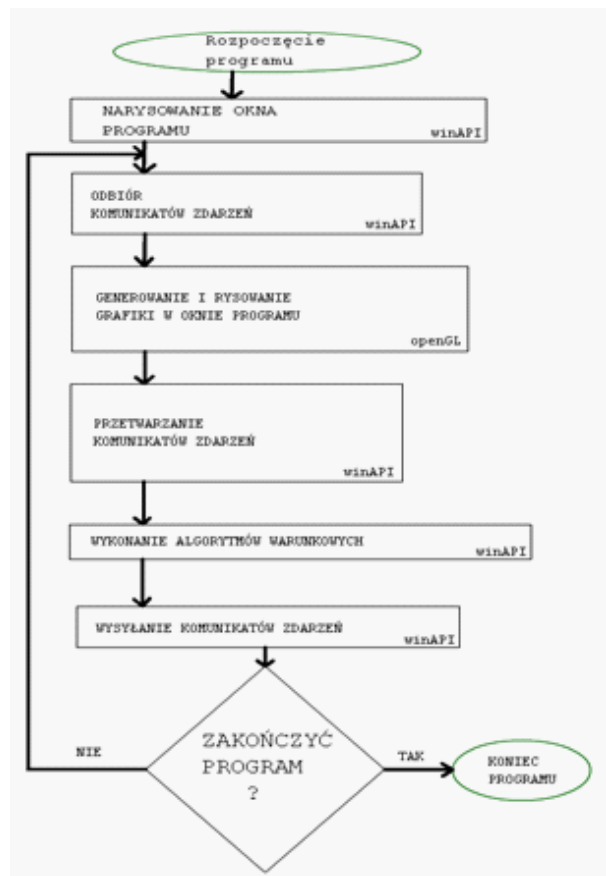 Rozpoczęcie
programu
NARYSOWANIE OKNA
PROGRAMU
winAPI
ODBIÓR
KOMUNIKATÓW ZDARZEŃ
winAPI
GENEROWANIE I RYSOWANIE
GRAFIKI W OKNIE PROGRAMU
openGL
PRZETWARZANIE
KOMUNIKATÓW ZDARZEŃ
winAPI
WYKONANIE ALGORYTMÓW WARUNKOWYCH
winAPI
WYSYŁANIE KOMUNIKATÓW ZDARZEŃ
winAPI
ZAKOŃCZYĆ
PROGRAM
?
NIE
TAK
KONIEC
PROGRAMU